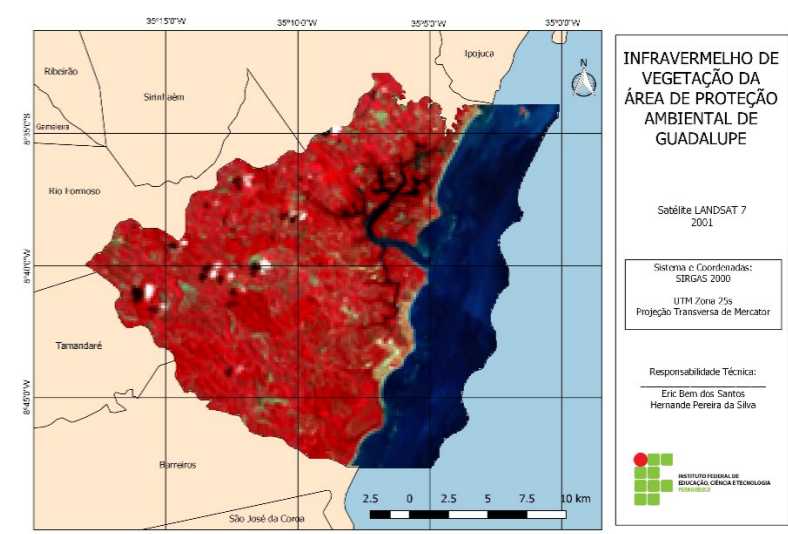 35°15'0"W 35°10'0"W 35°5'0"W 35°0'0"W
Ipojuca
N
Ribeirão
Sirinhaém
Gameleira
8°35'0"S
Rio Formoso
8°40'0"W
Tamandaré
8°45'0"W
Barreiros
São José da Coroa
2.5 0 2.5 5 7.5 10 km
INFRAVERMELHO DE
VEGETAÇÃO DA
ÁREA DE PROTEÇÃO
AMBIENTAL DE
GUADALUPE
Satélite LANDSAT 7
2001
Sistema e Coordenadas:
SIRGAS 2000
UTM Zona 25s
Projeção Transversa de Mercator
Responsabilidade Técnica:
Eric Bem dos Santos
Hernande Pereira da Silva
INSTITUTO FEDERAL DE
EDUCAÇÃO, CIÊNCIA E TECNOLOGIA
PERNAMBUCO